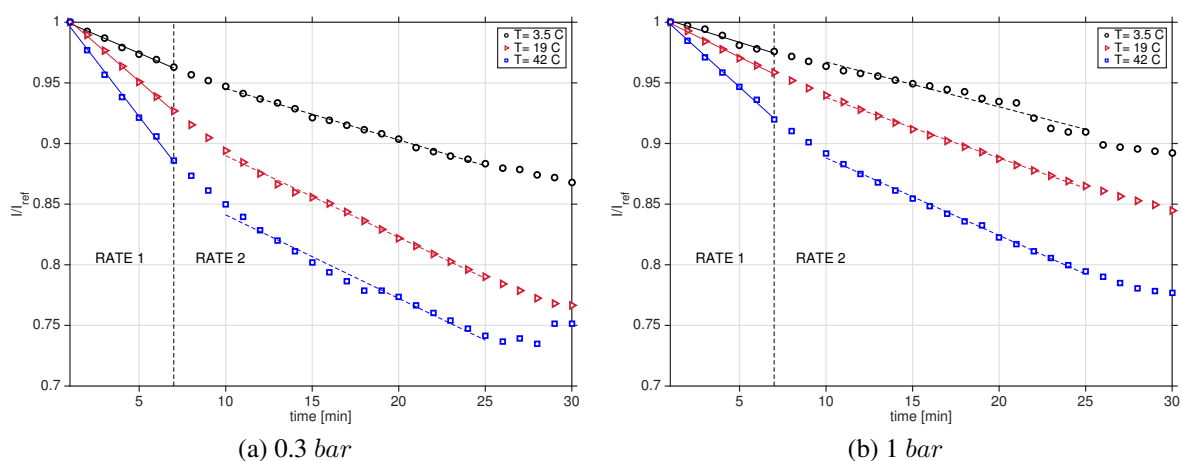 1
0.95
0.9
0.85
0.8
0.75
0.7
I/I_ref
5 10 15 20 25 30
time [min]
RATE 1 RATE 2
T= 3.5 C
T= 19 C
T= 42 C
(a) 0.3 bar
1
0.95
0.9
0.85
0.8
0.75
0.7
I/I_ref
5 10 15 20 25 30
time [min]
RATE 1 RATE 2
T= 3.5 C
T= 19 C
T= 42 C
(b) 1 bar